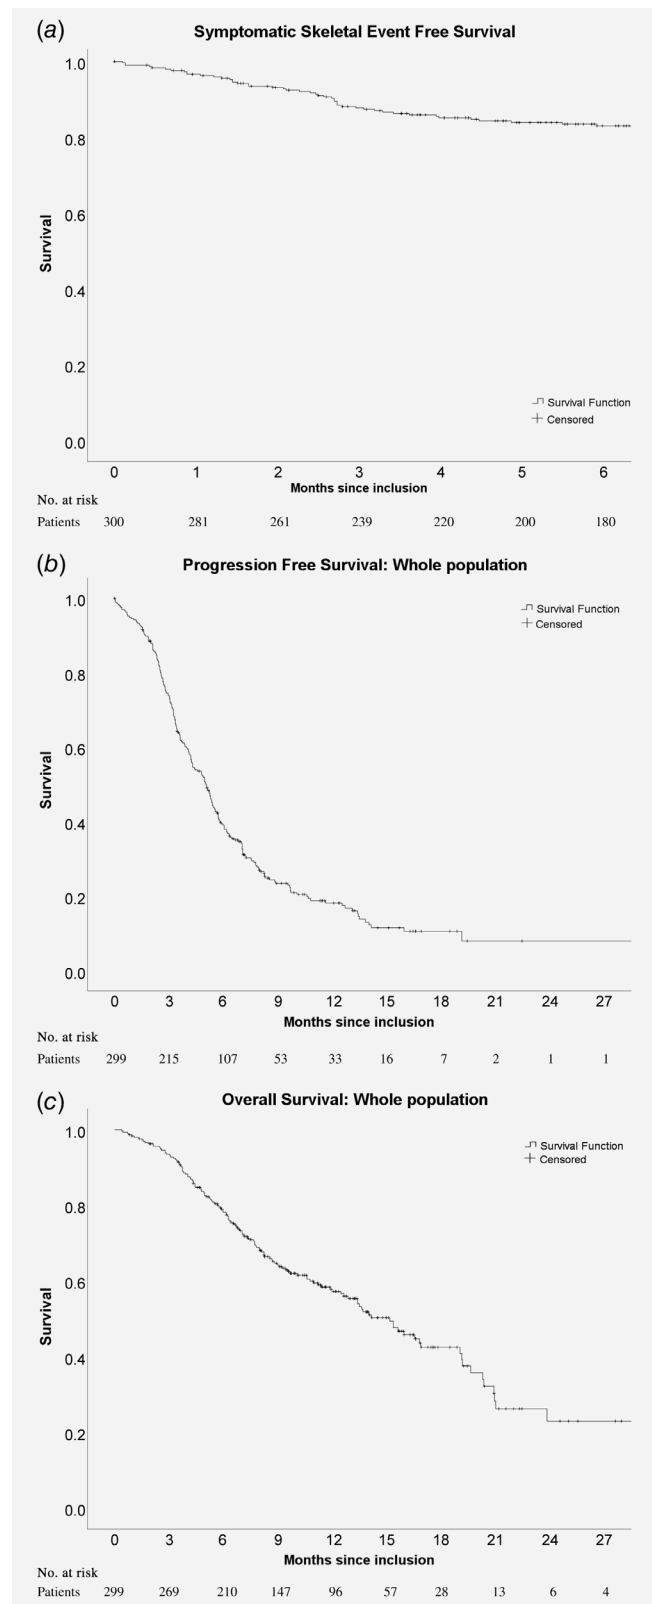 (a)
Symptomatic Skeletal Event Free Survival
1.0
0.8
0.6
0.4
0.2
0.0
Survival
Survival Function
Censored
0 1 2 3 4 5 6
Months since inclusion
No. at risk
Patients 300 281 261 239 220 200 180
(b)
Progression Free Survival: Whole population
1.0
0.8
0.6
0.4
0.2
0.0
Survival
Survival Function
Censored
0 3 6 9 12 15 18 21 24 27
Months since inclusion
No. at risk
Patients 299 215 107 53 33 16 7 2 1 1
(c)
Overall Survival: Whole population
1.0
0.8
0.6
0.4
0.2
0.0
Survival
Survival Function
Censored
0 3 6 9 12 15 18 21 24 27
Months since inclusion
No. at risk
Patients 299 269 210 147 96 57 28 13 6 4